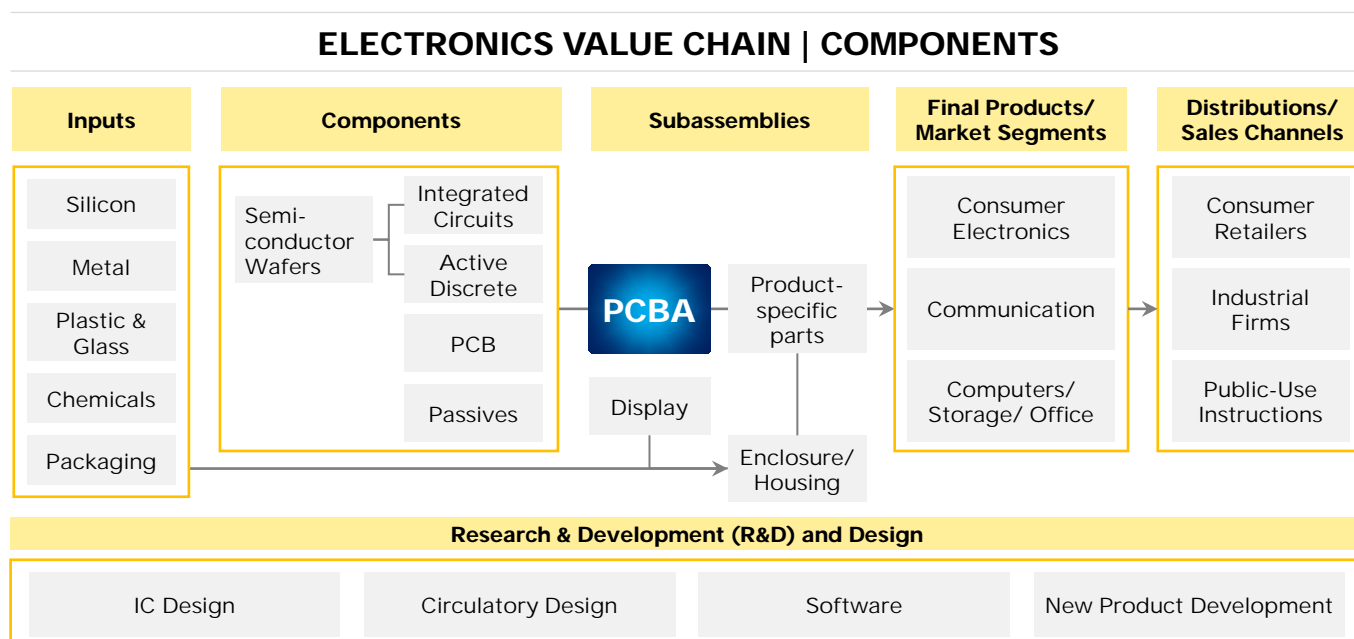 ELECTRONICS VALUE CHAIN | COMPONENTS
Inputs
Components
Subassemblies
Final Products/
Market Segments
Distributions/
Sales Channels
Silicon
Metal
Plastic &
Glass
Chemicals
Packaging
Semi-
conductor
Wafers
Integrated
Circuits
Active
Discrete
PCB
Passives
PCBA
Product-
specific
parts
Display
Enclosure/
Housing
Consumer
Electronics
Communication
Computers/
Storage/ Office
Consumer
Retailers
Industrial
Firms
Public-Use
Instructions
Research & Development (R&D) and Design
IC Design
Circulatory Design
Software
New Product Development